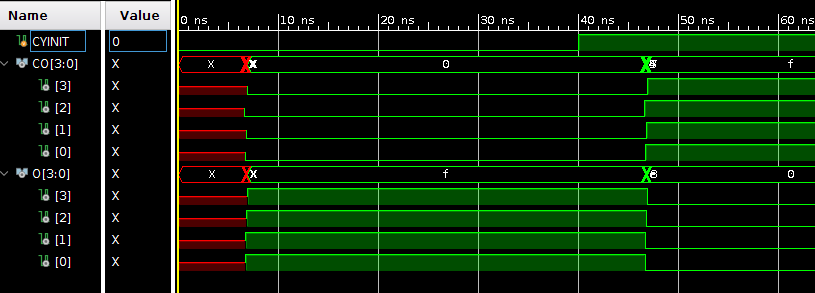 Name Value 0 ns 10 ns 20 ns 30 ns 40 ns 50 ns 60 ns
CYINIT 0
CO[3:0] X X X 0 f
[3] X
[2] X
[1] X
[0] X
O[3:0] X X X f 0
[3] X
[2] X
[1] X
[0] X